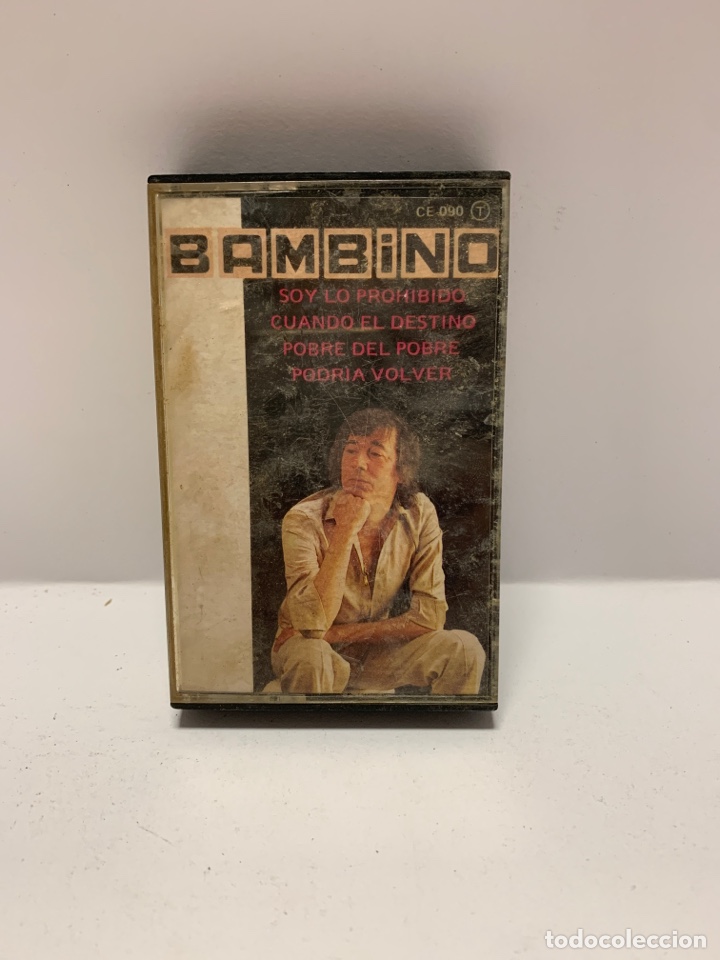 CE-090 T
BAMBiNO
SOY LO PROHIBIDO
CUANDO EL DESTINO
POBRE DEL POBRE
PODRIA VOLVER
todocoleccion